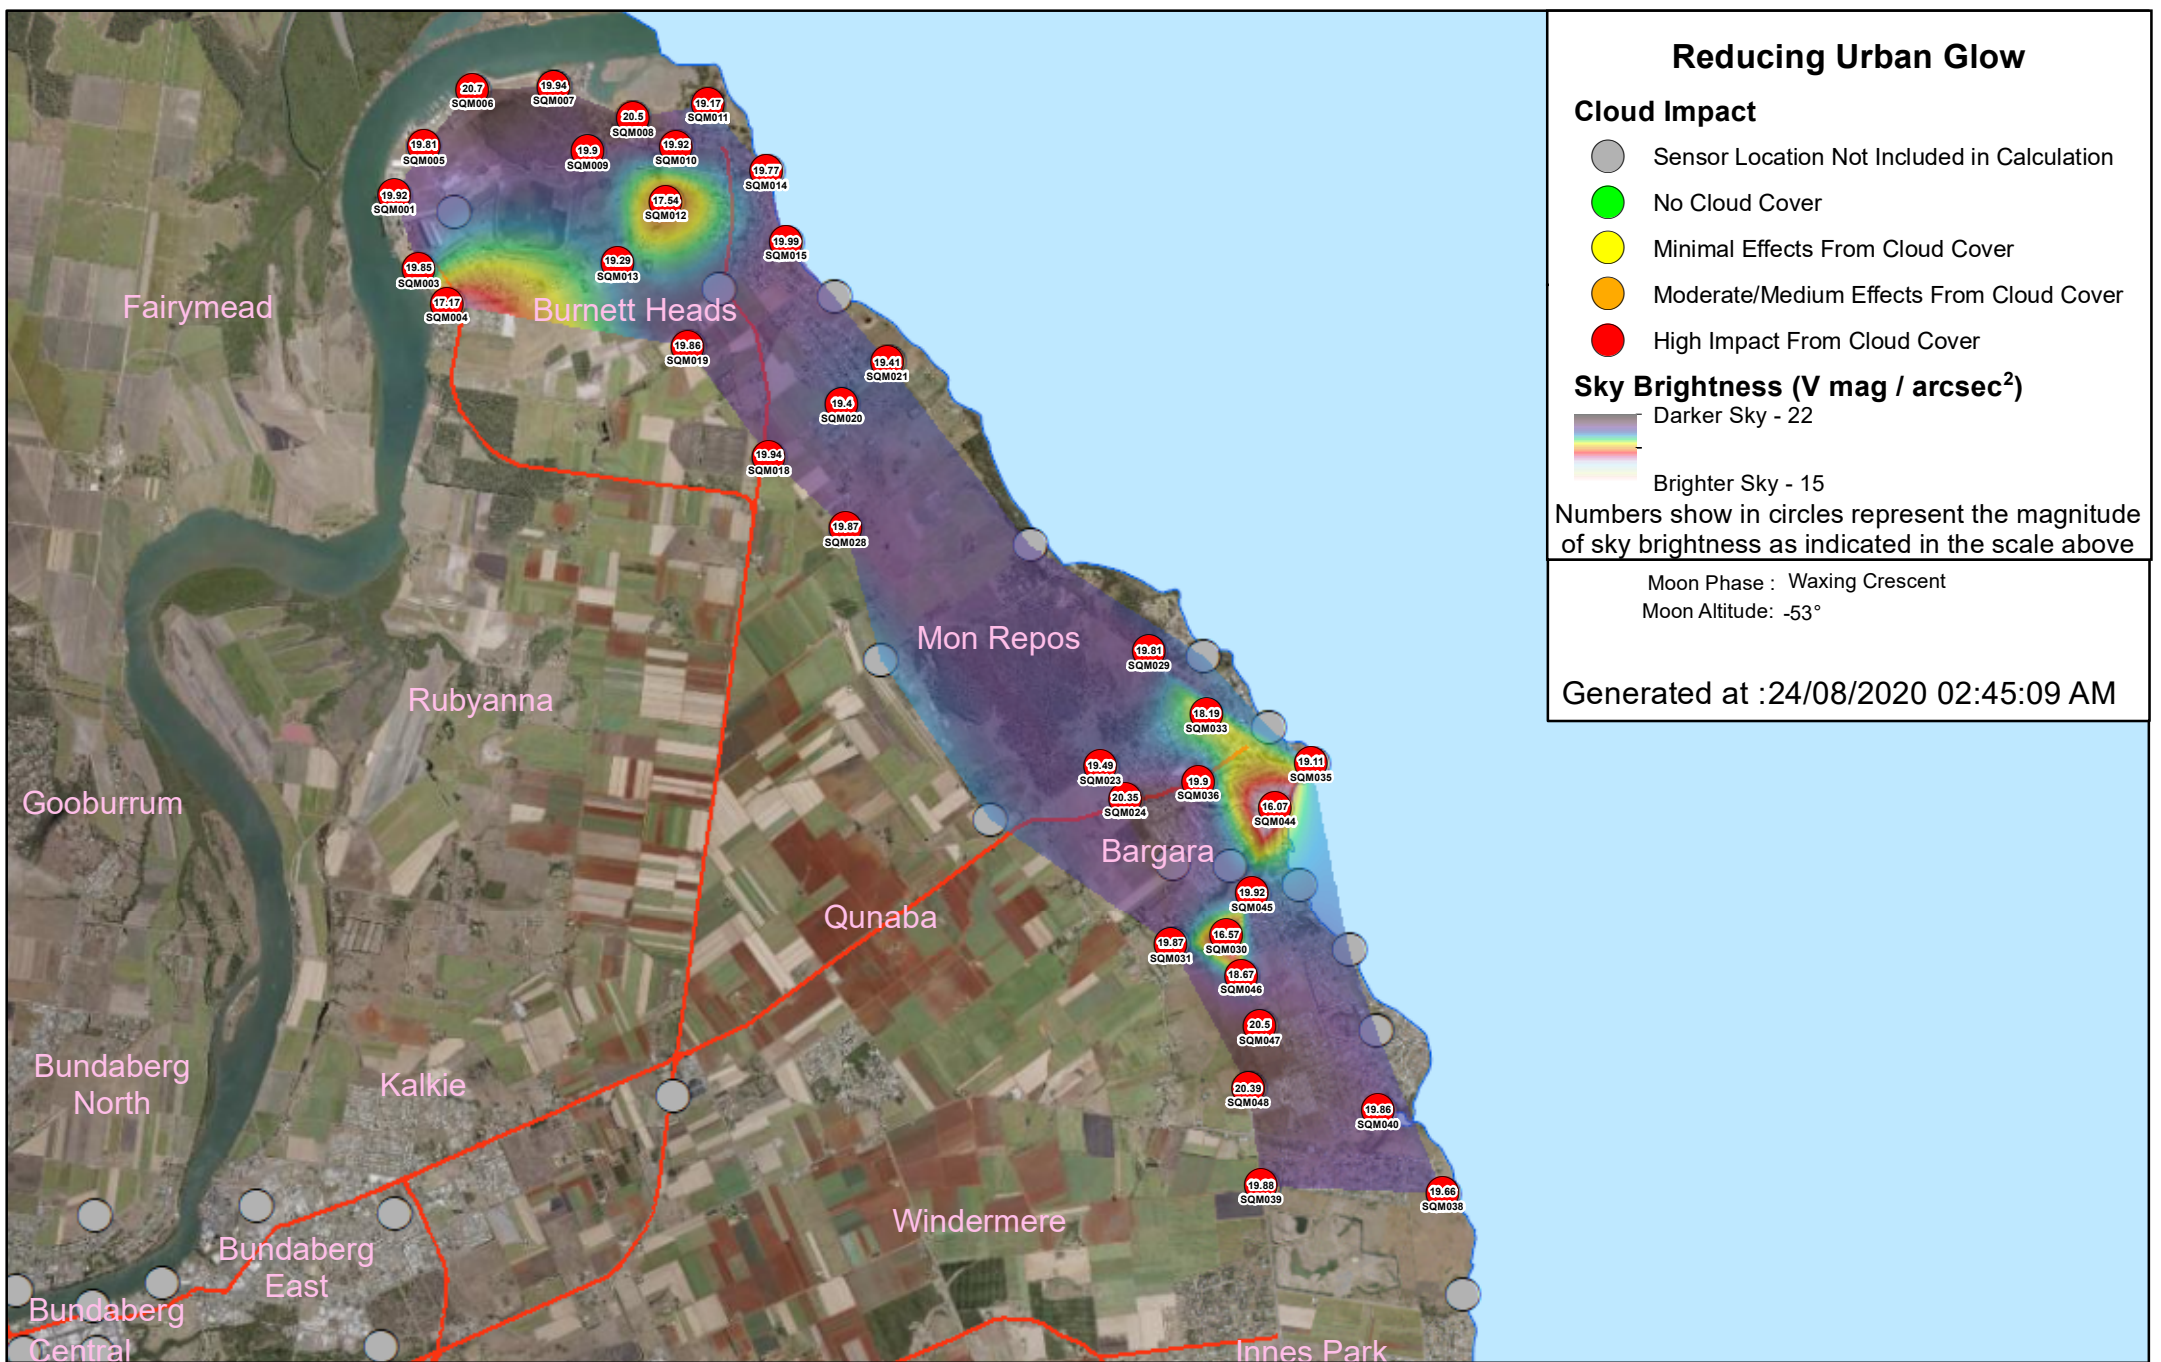 Reducing Urban Glow
Cloud Impact
Sensor Location Not Included in Calculation
No Cloud Cover
Minimal Effects From Cloud Cover
Moderate/Medium Effects From Cloud Cover
High Impact From Cloud Cover
Sky Brightness (V mag / arcsec²)
Darker Sky - 22
Brighter Sky - 15
Numbers show in circles represent the magnitude
of sky brightness as indicated in the scale above
Moon Phase : Waxing Crescent
Moon Altitude: -53°
Generated at :24/08/2020 02:45:09 AM
20.7
SQM006
19.94
SQM007
20.5
SQM008
19.17
SQM011
19.81
SQM005
19.9
SQM009
19.92
SQM010
19.77
SQM014
19.92
SQM001
17.54
SQM012
19.99
SQM015
19.85
SQM003
19.29
SQM013
17.17
SQM004
Fairymead
Burnett Heads
19.86
SQM019
19.41
SQM021
19.4
SQM020
19.94
SQM018
19.87
SQM028
Mon Repos
19.81
SQM029
Rubyanna
18.19
SQM033
19.49
SQM023
19.9
SQM036
19.11
SQM035
20.35
SQM024
16.07
SQM044
Gooburrum
Bargara
19.92
SQM045
Qunaba
19.87
SQM031
16.57
SQM030
18.67
SQM046
20.5
SQM047
Bundaberg
North
Kalkie
20.39
SQM048
19.86
SQM040
19.88
SQM039
19.66
SQM038
Windermere
Bundaberg
East
Bundaberg
Central
Innes Park